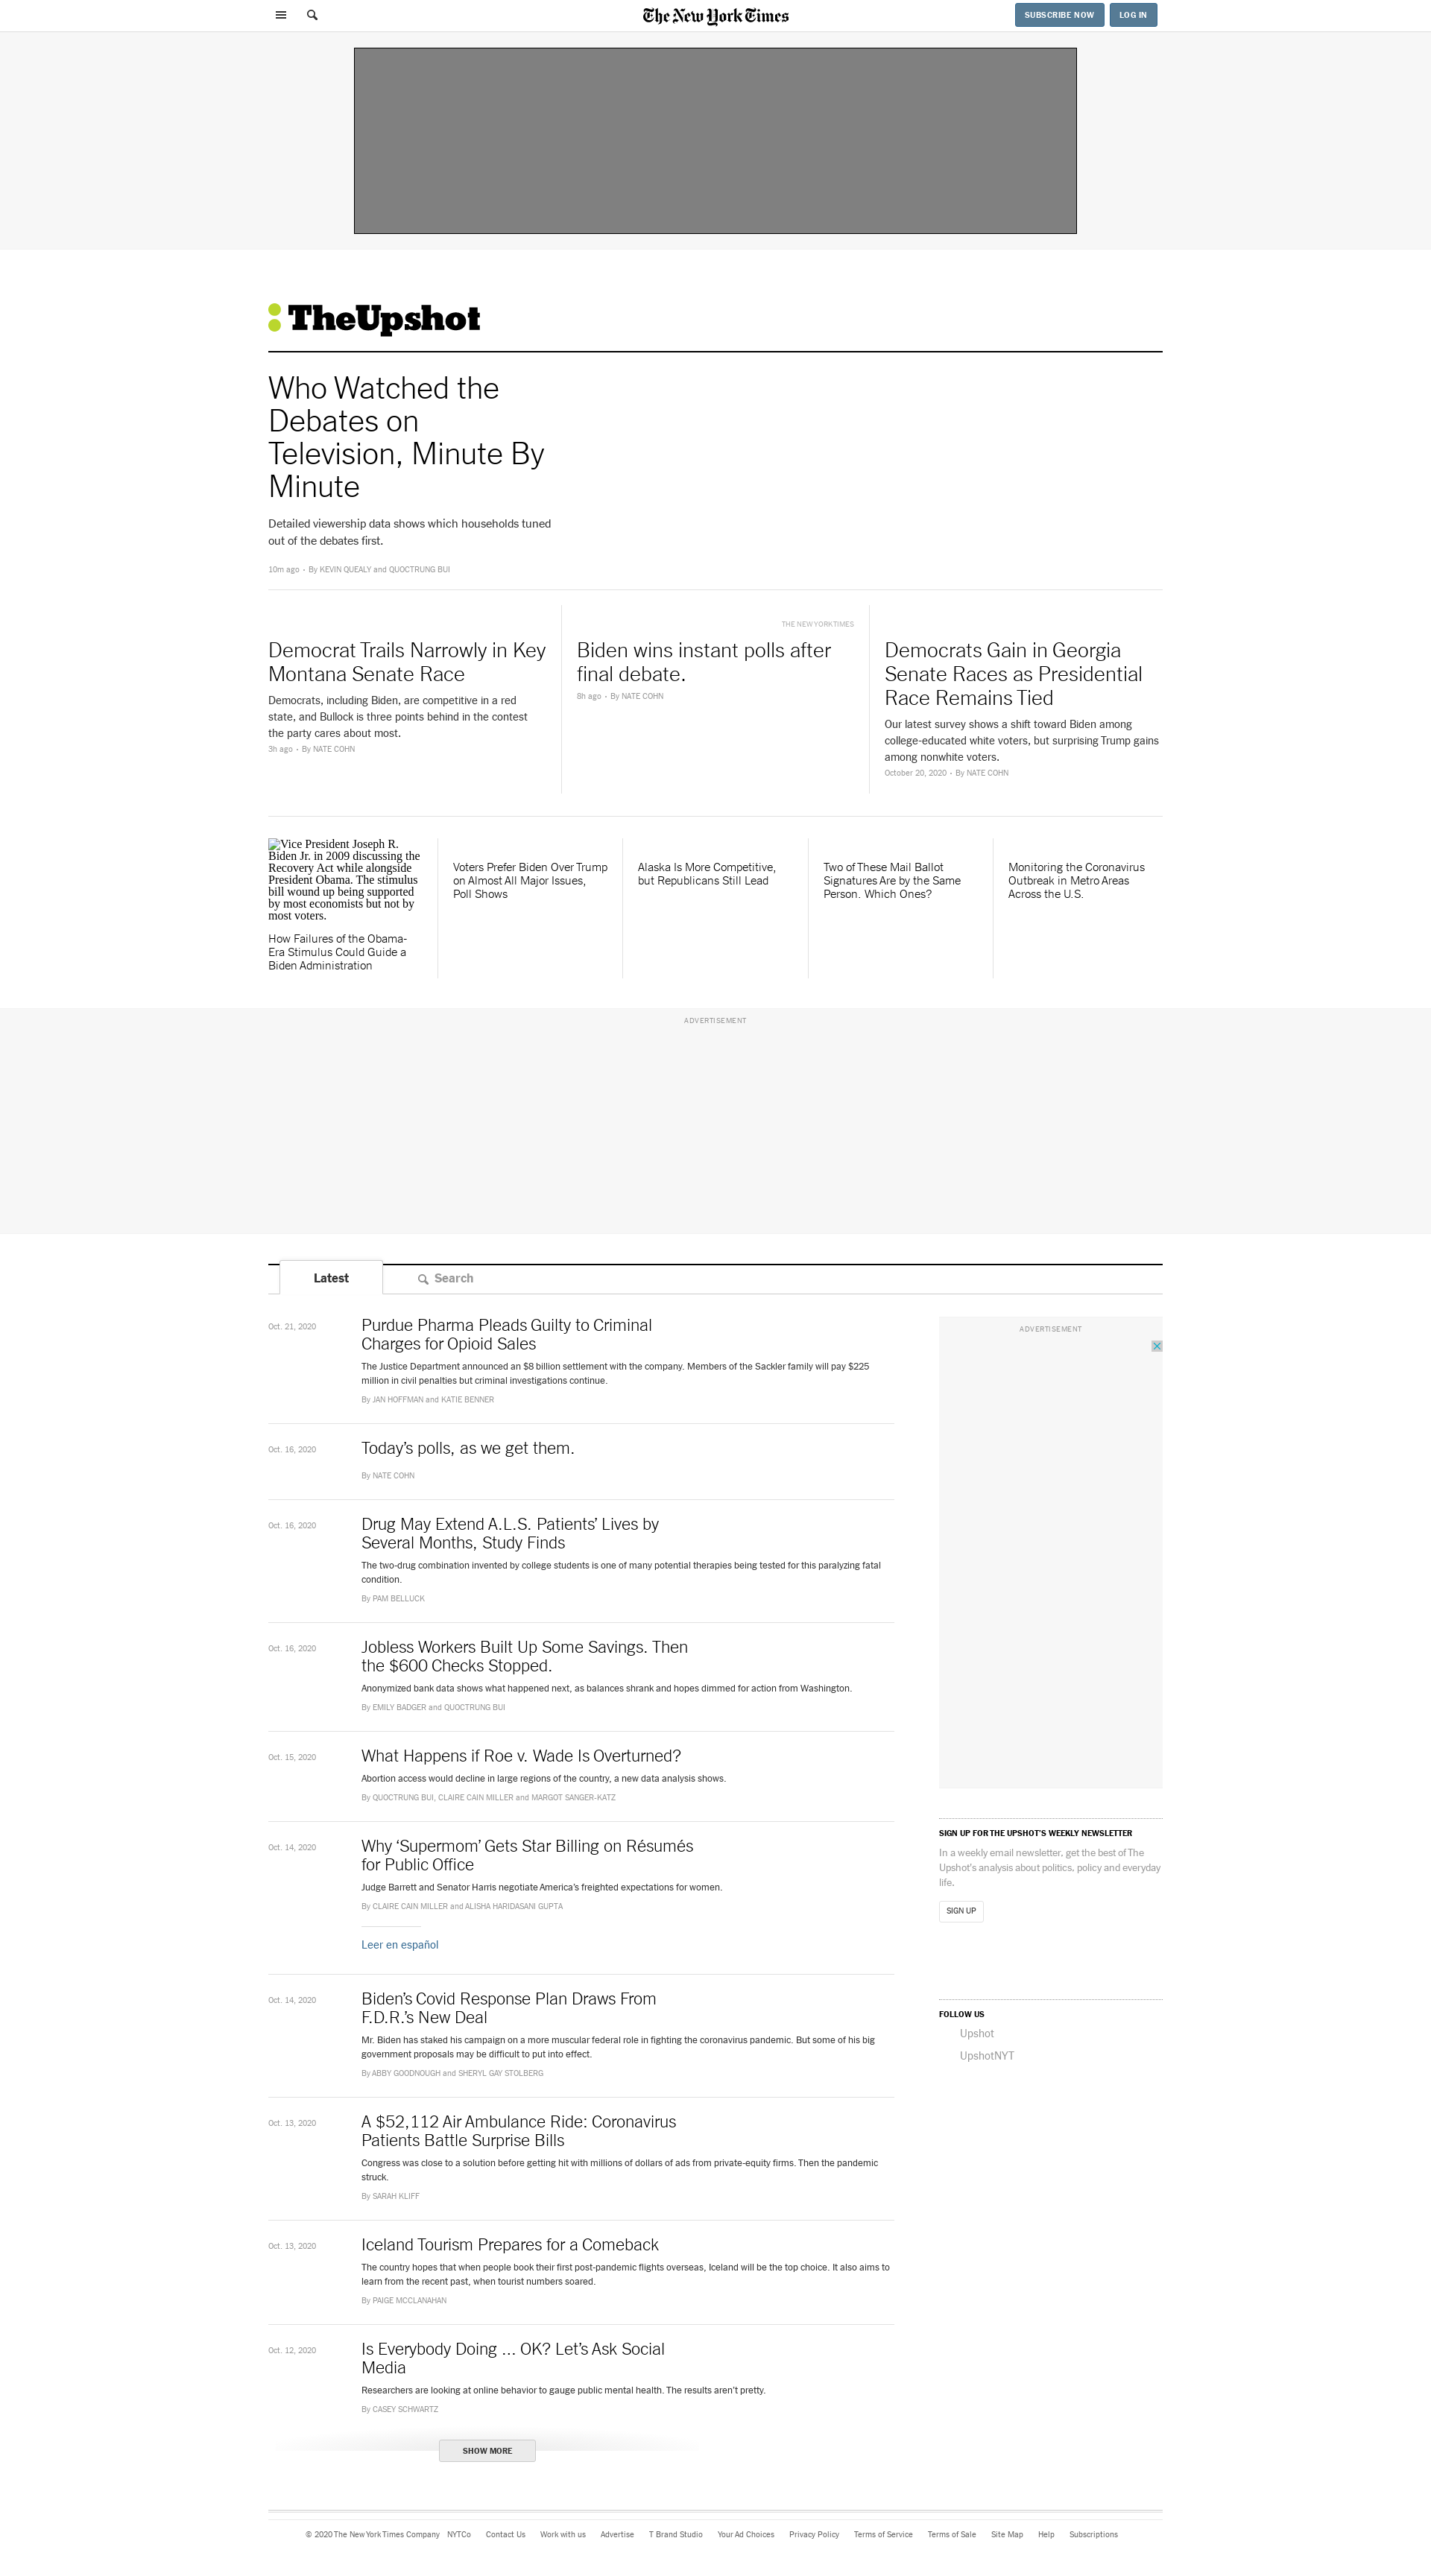 The New York Times
SUBSCRIBE NOW
LOG IN
TheUpshot
Who Watched the
Debates on
Television, Minute By
Minute
Detailed viewership data shows which households tuned
out of the debates first.
10m ago • By KEVIN QUEALY and QUOCTRUNG BUI
Democrat Trails Narrowly in Key
Montana Senate Race
Democrats, including Biden, are competitive in a red
state, and Bullock is three points behind in the contest
the party cares about most.
3h ago • By NATE COHN
THE NEW YORK TIMES
Biden wins instant polls after
final debate.
8h ago • By NATE COHN
Democrats Gain in Georgia
Senate Races as Presidential
Race Remains Tied
Our latest survey shows a shift toward Biden among
college-educated white voters, but surprising Trump gains
among nonwhite voters.
October 20, 2020 • By NATE COHN
Vice President Joseph R.
Biden Jr. in 2009 discussing the
Recovery Act while alongside
President Obama. The stimulus
bill wound up being supported
by most economists but not by
most voters.
How Failures of the Obama-
Era Stimulus Could Guide a
Biden Administration
Voters Prefer Biden Over Trump
on Almost All Major Issues,
Poll Shows
Alaska Is More Competitive,
but Republicans Still Lead
Two of These Mail Ballot
Signatures Are by the Same
Person. Which Ones?
Monitoring the Coronavirus
Outbreak in Metro Areas
Across the U.S.
ADVERTISEMENT
Latest
Search
Oct. 21, 2020
Purdue Pharma Pleads Guilty to Criminal
Charges for Opioid Sales
The Justice Department announced an $8 billion settlement with the company. Members of the Sackler family will pay $225
million in civil penalties but criminal investigations continue.
By JAN HOFFMAN and KATIE BENNER
Oct. 16, 2020
Today’s polls, as we get them.
By NATE COHN
Oct. 16, 2020
Drug May Extend A.L.S. Patients’ Lives by
Several Months, Study Finds
The two-drug combination invented by college students is one of many potential therapies being tested for this paralyzing fatal
condition.
By PAM BELLUCK
Oct. 16, 2020
Jobless Workers Built Up Some Savings. Then
the $600 Checks Stopped.
Anonymized bank data shows what happened next, as balances shrank and hopes dimmed for action from Washington.
By EMILY BADGER and QUOCTRUNG BUI
Oct. 15, 2020
What Happens if Roe v. Wade Is Overturned?
Abortion access would decline in large regions of the country, a new data analysis shows.
By QUOCTRUNG BUI, CLAIRE CAIN MILLER and MARGOT SANGER-KATZ
Oct. 14, 2020
Why ‘Supermom’ Gets Star Billing on Résumés
for Public Office
Judge Barrett and Senator Harris negotiate America’s freighted expectations for women.
By CLAIRE CAIN MILLER and ALISHA HARIDASANI GUPTA
Leer en español
Oct. 14, 2020
Biden’s Covid Response Plan Draws From
F.D.R.’s New Deal
Mr. Biden has staked his campaign on a more muscular federal role in fighting the coronavirus pandemic. But some of his big
government proposals may be difficult to put into effect.
By ABBY GOODNOUGH and SHERYL GAY STOLBERG
Oct. 13, 2020
A $52,112 Air Ambulance Ride: Coronavirus
Patients Battle Surprise Bills
Congress was close to a solution before getting hit with millions of dollars of ads from private-equity firms. Then the pandemic
struck.
By SARAH KLIFF
Oct. 13, 2020
Iceland Tourism Prepares for a Comeback
The country hopes that when people book their first post-pandemic flights overseas, Iceland will be the top choice. It also aims to
learn from the recent past, when tourist numbers soared.
By PAIGE MCCLANAHAN
Oct. 12, 2020
Is Everybody Doing ... OK? Let’s Ask Social
Media
Researchers are looking at online behavior to gauge public mental health. The results aren’t pretty.
By CASEY SCHWARTZ
SHOW MORE
ADVERTISEMENT
SIGN UP FOR THE UPSHOT’S WEEKLY NEWSLETTER
In a weekly email newsletter, get the best of The
Upshot’s analysis about politics, policy and everyday
life.
SIGN UP
FOLLOW US
Upshot
UpshotNYT
© 2020 The New York Times Company NYTCo Contact Us Work with us Advertise T Brand Studio Your Ad Choices Privacy Policy Terms of Service Terms of Sale Site Map Help Subscriptions